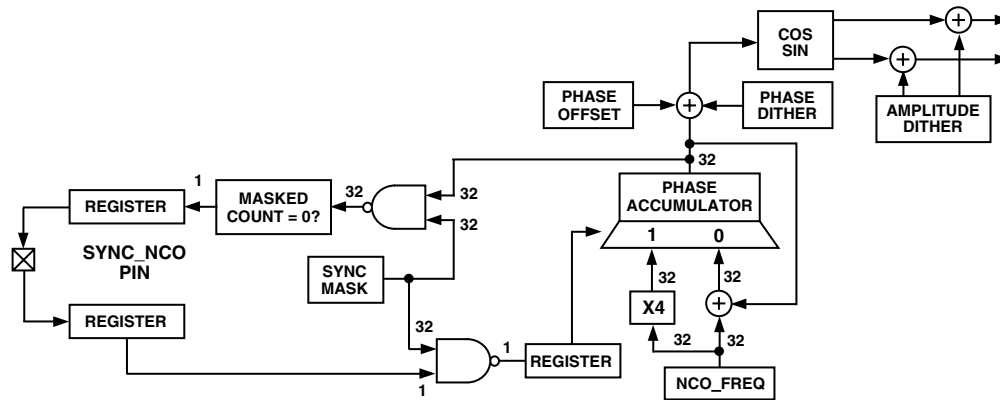 COS
SIN
PHASE
OFFSET
PHASE
DITHER
AMPLITUDE
DITHER
32
PHASE
ACCUMULATOR
1 0
32
32
32
1
MASKED
COUNT = 0?
REGISTER
SYNC_NCO
PIN
SYNC
MASK
REGISTER
32
1
1
REGISTER
32
32
X4
32
32
NCO_FREQ